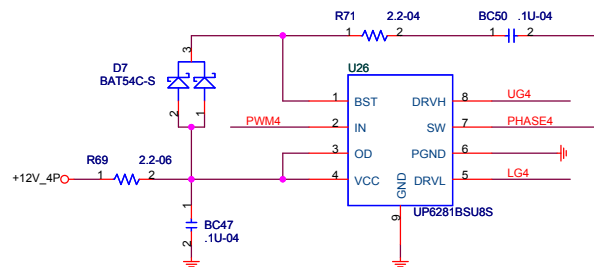 R71 2.2-04 BC50 .1U-04
1 2 1 2
3
D7
BAT54C-S
2 1
U26
1 BST DRVH 8 UG4
PWM4 2 IN SW 7 PHASE4
3 OD PGND 6
4 VCC DRVL 5 LG4
GND
9
UP6281BSU8S
R69 2.2-06
+12V_4P 1 2
1
BC47
.1U-04
2